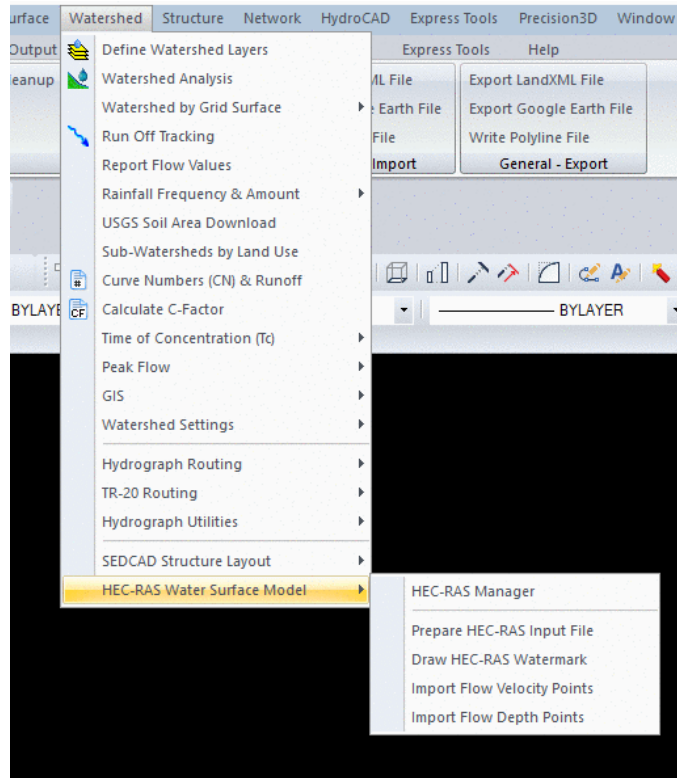 urface Watershed Structure Network HydroCAD Express Tools Precision3D Window
Output Express Tools Help
leanup ML File Export LandXML File
Earth File Export Google Earth File
File Write Polyline File
Import General - Export
Define Watershed Layers
Watershed Analysis
Watershed by Grid Surface
Run Off Tracking
Report Flow Values
Rainfall Frequency & Amount
USGS Soil Area Download
Sub-Watersheds by Land Use
# Curve Numbers (CN) & Runoff
BYLAYE CF Calculate C-Factor BYLAYER
Time of Concentration (Tc)
Peak Flow
GIS
Watershed Settings
Hydrograph Routing
TR-20 Routing
Hydrograph Utilities
SEDCAD Structure Layout
HEC-RAS Water Surface Model
HEC-RAS Manager
Prepare HEC-RAS Input File
Draw HEC-RAS Watermark
Import Flow Velocity Points
Import Flow Depth Points